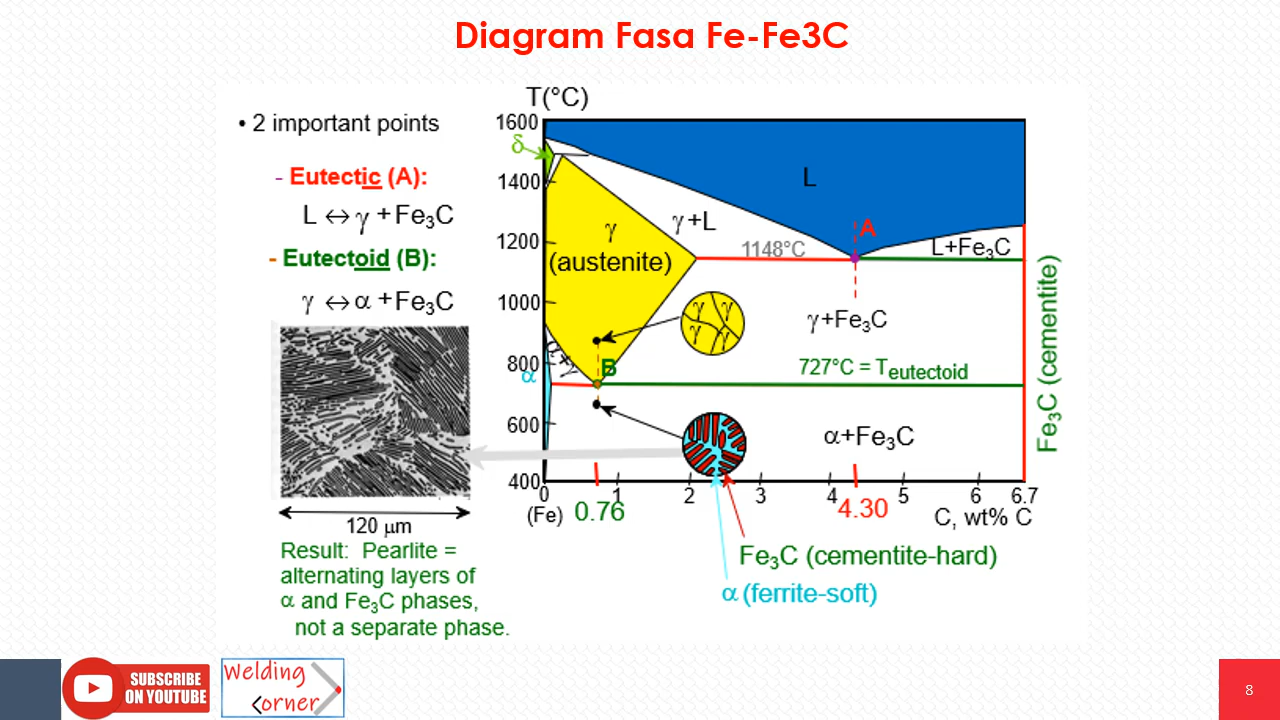 Diagram Fasa Fe-Fe3C
• 2 important points
- Eutectic (A):
L ↔ γ + Fe₃C
- Eutectoid (B):
γ ↔ α + Fe₃C
120 μm
Result: Pearlite =
alternating layers of
α and Fe₃C phases,
not a separate phase.
T(°C)
1600
1400
1200
1000
800
600
400
δ
L
γ
(austenite)
γ+L
1148°C
A
L+Fe₃C
γ γ
γ γ
γ+Fe₃C
B
α
727°C = Teutectoid
α+Fe₃C
Fe₃C (cementite)
0 1 2 3 4 5 6 6.7
(Fe) 0.76 4.30 C, wt% C
Fe₃C (cementite-hard)
α (ferrite-soft)
SUBSCRIBE
ON YOUTUBE
Welding
Corner
8